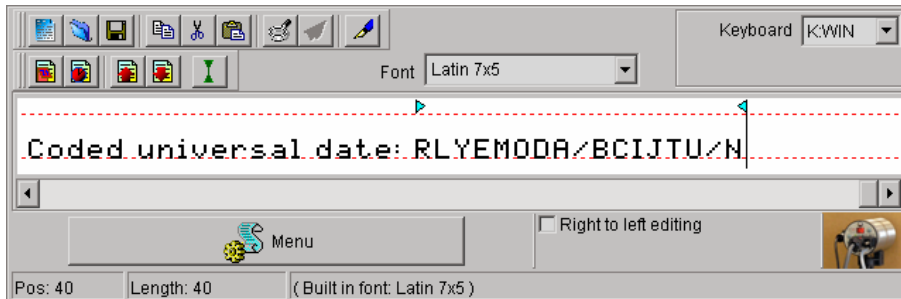 Keyboard K:WIN
Font Latin 7x5
Coded universal date: RLYEMODA/BCIJTU/N
Menu
Right to left editing
Pos: 40 Length: 40 ( Built in font: Latin 7x5 )